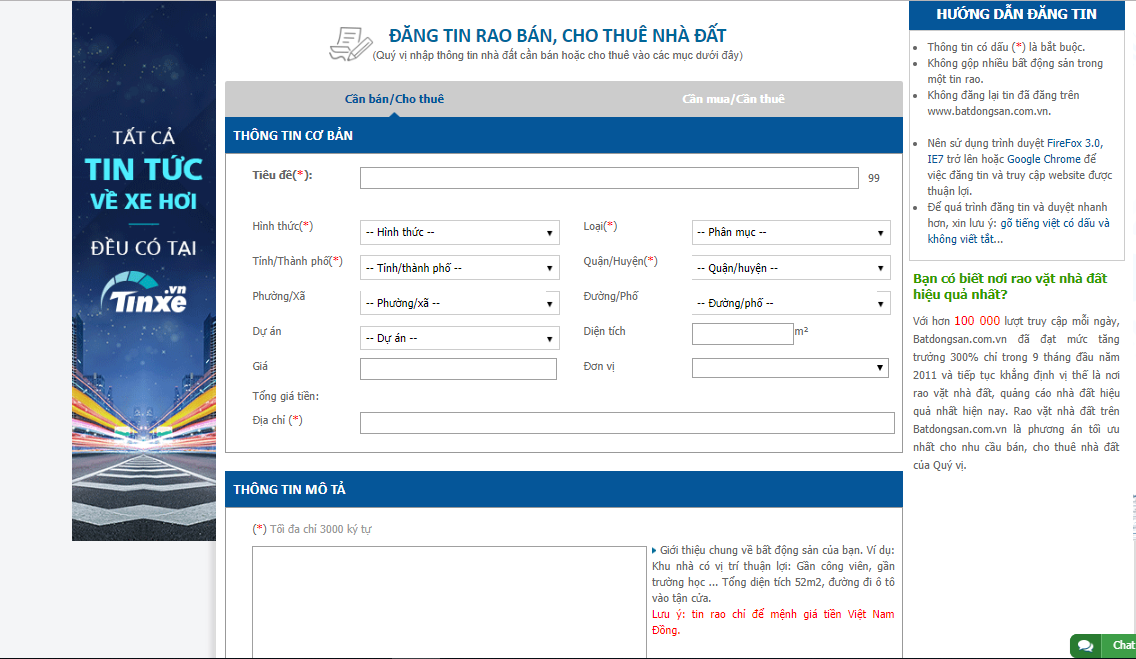 TẤT CẢ
TIN TỨC
VỀ XE HƠI
ĐỀU CÓ TẠI
Tinxe.vn
ĐĂNG TIN RAO BÁN, CHO THUÊ NHÀ ĐẤT
(Quý vị nhập thông tin nhà đất cần bán hoặc cho thuê vào các mục dưới đây)
Cần bán/Cho thuê
Cần mua/Cần thuê
THÔNG TIN CƠ BẢN
Tiêu đề(*):
99
Hình thức(*)
-- Hình thức --
Loại(*)
-- Phân mục --
Tỉnh/Thành phố(*)
-- Tỉnh/thành phố --
Quận/Huyện(*)
-- Quận/huyện --
Phường/Xã
-- Phường/xã --
Đường/Phố
-- Đường/phố --
Dự án
-- Dự án --
Diện tích
m²
Giá
Đơn vị
Tổng giá tiền:
Địa chỉ (*)
THÔNG TIN MÔ TẢ
(*) Tối đa chỉ 3000 ký tự
Giới thiệu chung về bất động sản của bạn. Ví dụ:
Khu nhà có vị trí thuận lợi: Gần công viên, gần
trường học ... Tổng diện tích 52m2, đường đi ô tô
vào tận cửa.
Lưu ý: tin rao chỉ để mệnh giá tiền Việt Nam
Đồng.
HƯỚNG DẪN ĐĂNG TIN
Thông tin có dấu (*) là bắt buộc.
Không gộp nhiều bất động sản trong
một tin rao.
Không đăng lại tin đã đăng trên
www.batdongsan.com.vn.
Nên sử dụng trình duyệt FireFox 3.0,
IE7 trở lên hoặc Google Chrome để
việc đăng tin và truy cập website được
thuận lợi.
Để quá trình đăng tin và duyệt nhanh
hơn, xin lưu ý: gõ tiếng việt có dấu và
không viết tắt...
Bạn có biết nơi rao vặt nhà đất
hiệu quả nhất?
Với hơn 100 000 lượt truy cập mỗi ngày,
Batdongsan.com.vn đã đạt mức tăng
trưởng 300% chỉ trong 9 tháng đầu năm
2011 và tiếp tục khẳng định vị thế là nơi
rao vặt nhà đất, quảng cáo nhà đất hiệu
quả nhất hiện nay. Rao vặt nhà đất trên
Batdongsan.com.vn là phương án tối ưu
nhất cho nhu cầu bán, cho thuê nhà đất
của Quý vị.
Chat